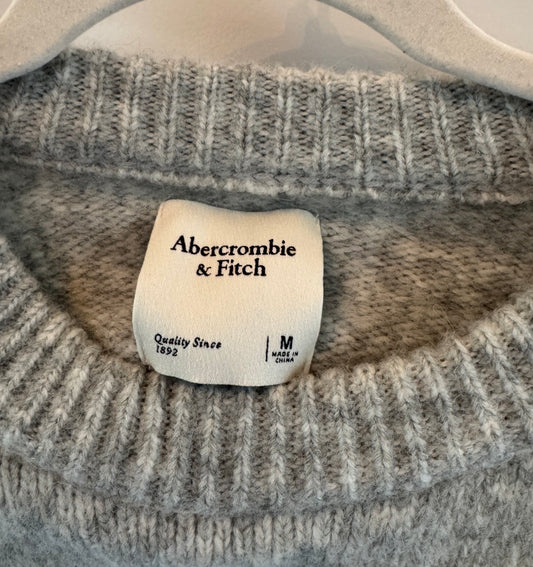 Abercrombie
& Fitch
Quality Since
1892
M
MADE IN
CHINA